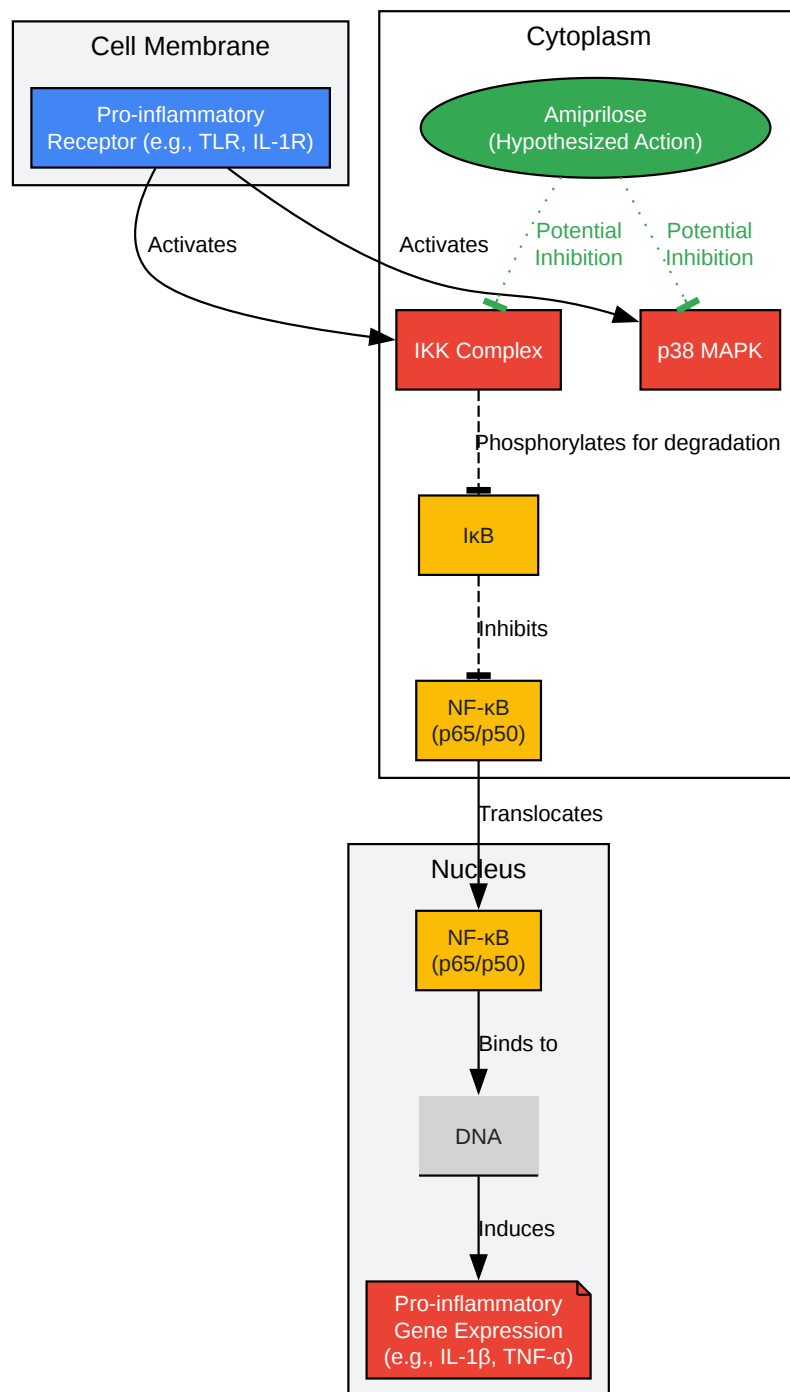 Cell Membrane
Pro-inflammatory
Receptor (e.g., TLR, IL-1R)
Cytoplasm
Amiprilose
(Hypothesized Action)
Activates
Activates
Potential
Inhibition
Potential
Inhibition
IKK Complex
p38 MAPK
Phosphorylates for degradation
IκB
Inhibits
NF-κB
(p65/p50)
Translocates
Nucleus
NF-κB
(p65/p50)
Binds to
DNA
Induces
Pro-inflammatory
Gene Expression
(e.g., IL-1β, TNF-α)